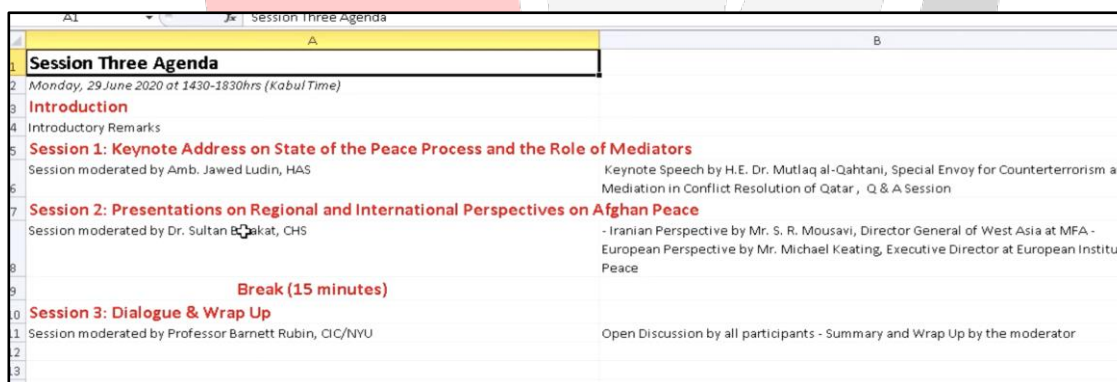 A1 fx Session Three Agenda
A B
1 Session Three Agenda
2 Monday, 29 June 2020 at 1430-1830hrs (Kabul Time)
3 Introduction
4 Introductory Remarks
5 Session 1: Keynote Address on State of the Peace Process and the Role of Mediators
Session moderated by Amb. Jawed Ludin, HAS
Keynote Speech by H.E. Dr. Mutlaq al-Qahtani, Special Envoy for Counterterrorism a
6 Mediation in Conflict Resolution of Qatar , Q & A Session
7 Session 2: Presentations on Regional and International Perspectives on Afghan Peace
Session moderated by Dr. Sultan CHS
- Iranian Perspective by Mr. S. R. Mousavi, Director General of West Asia at MFA -
European Perspective by Mr. Michael Keating, Executive Director at European Institu
8 Peace
9 Break (15 minutes)
10 Session 3: Dialogue & Wrap Up
11 Session moderated by Professor Barnett Rubin, CIC/NYU
Open Discussion by all participants - Summary and Wrap Up by the moderator
12
13